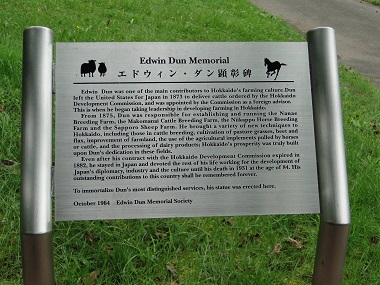 Edwin Dun Memorial
エドウィン・ダン顕彰碑
Edwin Dun was one of the main contributors to Hokkaido's farming culture.Dun
left the United States for Japan in 1873 to deliver cattle ordered by the Hokkaido
Development Commission, and was appointed by the Commission as a foreign advisor.
This is when he began taking leadership in developing farming in Hokkaido.
From 1875, Dun was responsible for establishing and running the Nanae
Breeding Farm, the Makomanai Cattle Breeding Farm, the Niikappu Horse Breeding
Farm and the Sapporo Sheep Farm. He brought a variety of new techniques to
Hokkaido, including those in cattle breeding, cultivation of pasture grasses, beet and
flax, improvement of farmland, the use of the agricultural implements pulled by horses
or cattle, and the processing of dairy products; Hokkaido's prosperity was truly built
upon Dun's dedication in these fields.
Even after his contract with the Hokkaido Development Commission expired in
1882, he stayed in Japan and devoted the rest of his life working for the development of
Japan's diplomacy, industry and the culture until his death in 1931 at the age of 84. His
outstanding contributions to this country shall be remembered forever.
To immortalize Dun's most distinguished services, his statue was erected here.
October 1964 Edwin Dun Memorial Society